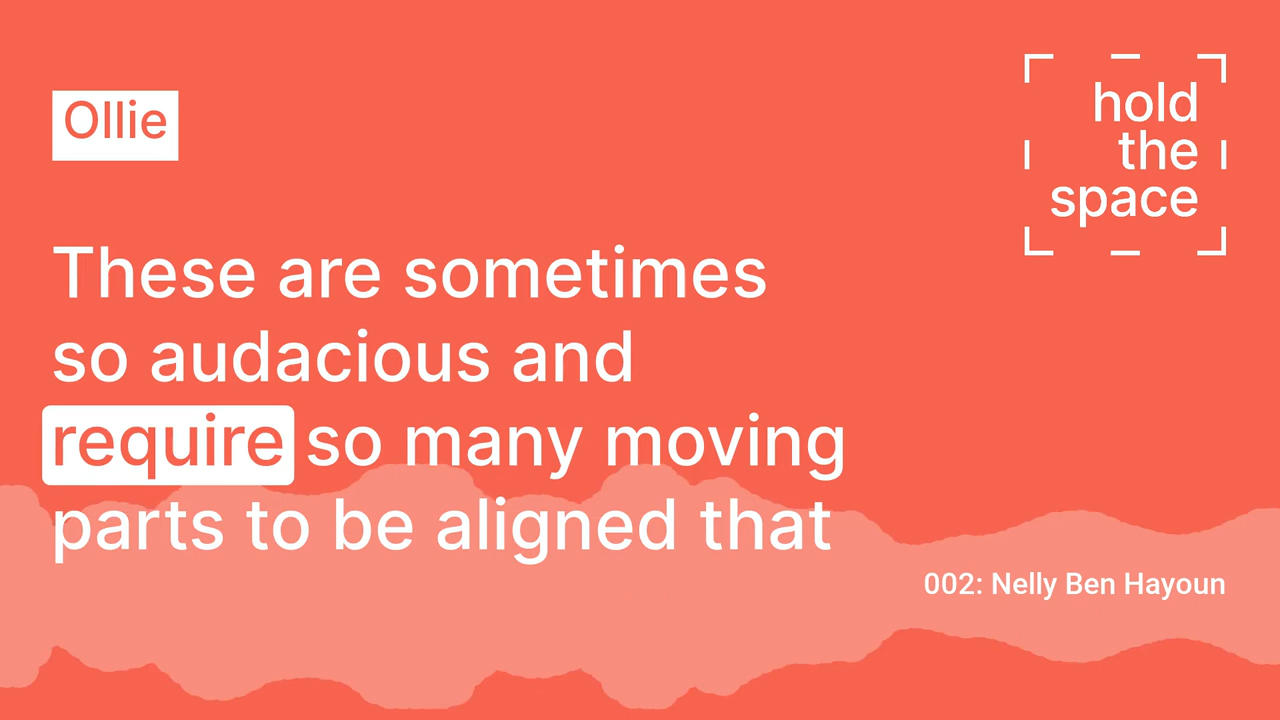 Ollie
hold
the
space
These are sometimes
so audacious and
require so many moving
parts to be aligned that
002: Nelly Ben Hayoun